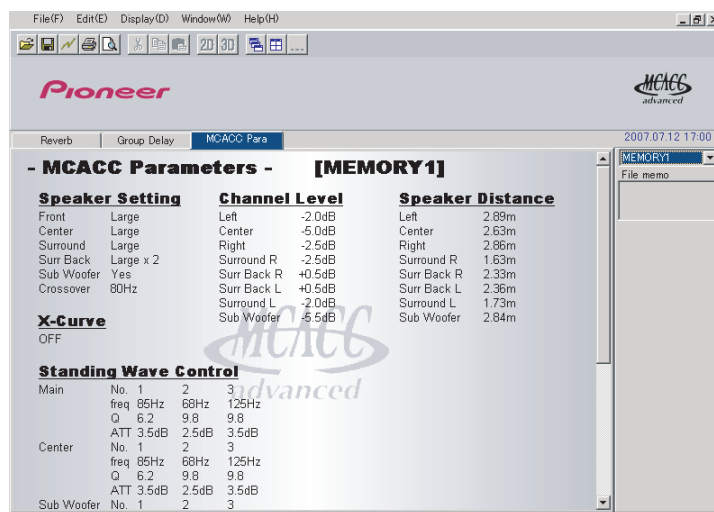 File(F) Edit(E) Display(D) Window(W) Help(H)
2D 3D ...
Pioneer
MCACC
advanced
Reverb Group Delay MCACC Para 2007.07.12 17:00
MEMORY1
File memo
- MCACC Parameters - [MEMORY1]
Speaker Setting Channel Level Speaker Distance
Front Large Left -2.0dB Left 2.89m
Center Large Center -5.0dB Center 2.63m
Surround Large Right -2.5dB Right 2.86m
Surr Back Large x 2 Surround R -2.5dB Surround R 1.63m
Sub Woofer Yes Surr Back R +0.5dB Surr Back R 2.33m
Crossover 80Hz Surr Back L +0.5dB Surr Back L 2.36m
Surround L -2.0dB Surround L 1.73m
X-Curve Sub Woofer -5.5dB Sub Woofer 2.84m
OFF
MCACC
advanced
Standing Wave Control
Main No. 1 2 3
freq 85Hz 68Hz 125Hz
Q 6.2 9.8 9.8
ATT 3.5dB 2.5dB 3.5dB
Center No. 1 2 3
freq 85Hz 68Hz 125Hz
Q 6.2 9.8 9.8
ATT 3.5dB 2.5dB 3.5dB
Sub Woofer No. 1 2 3